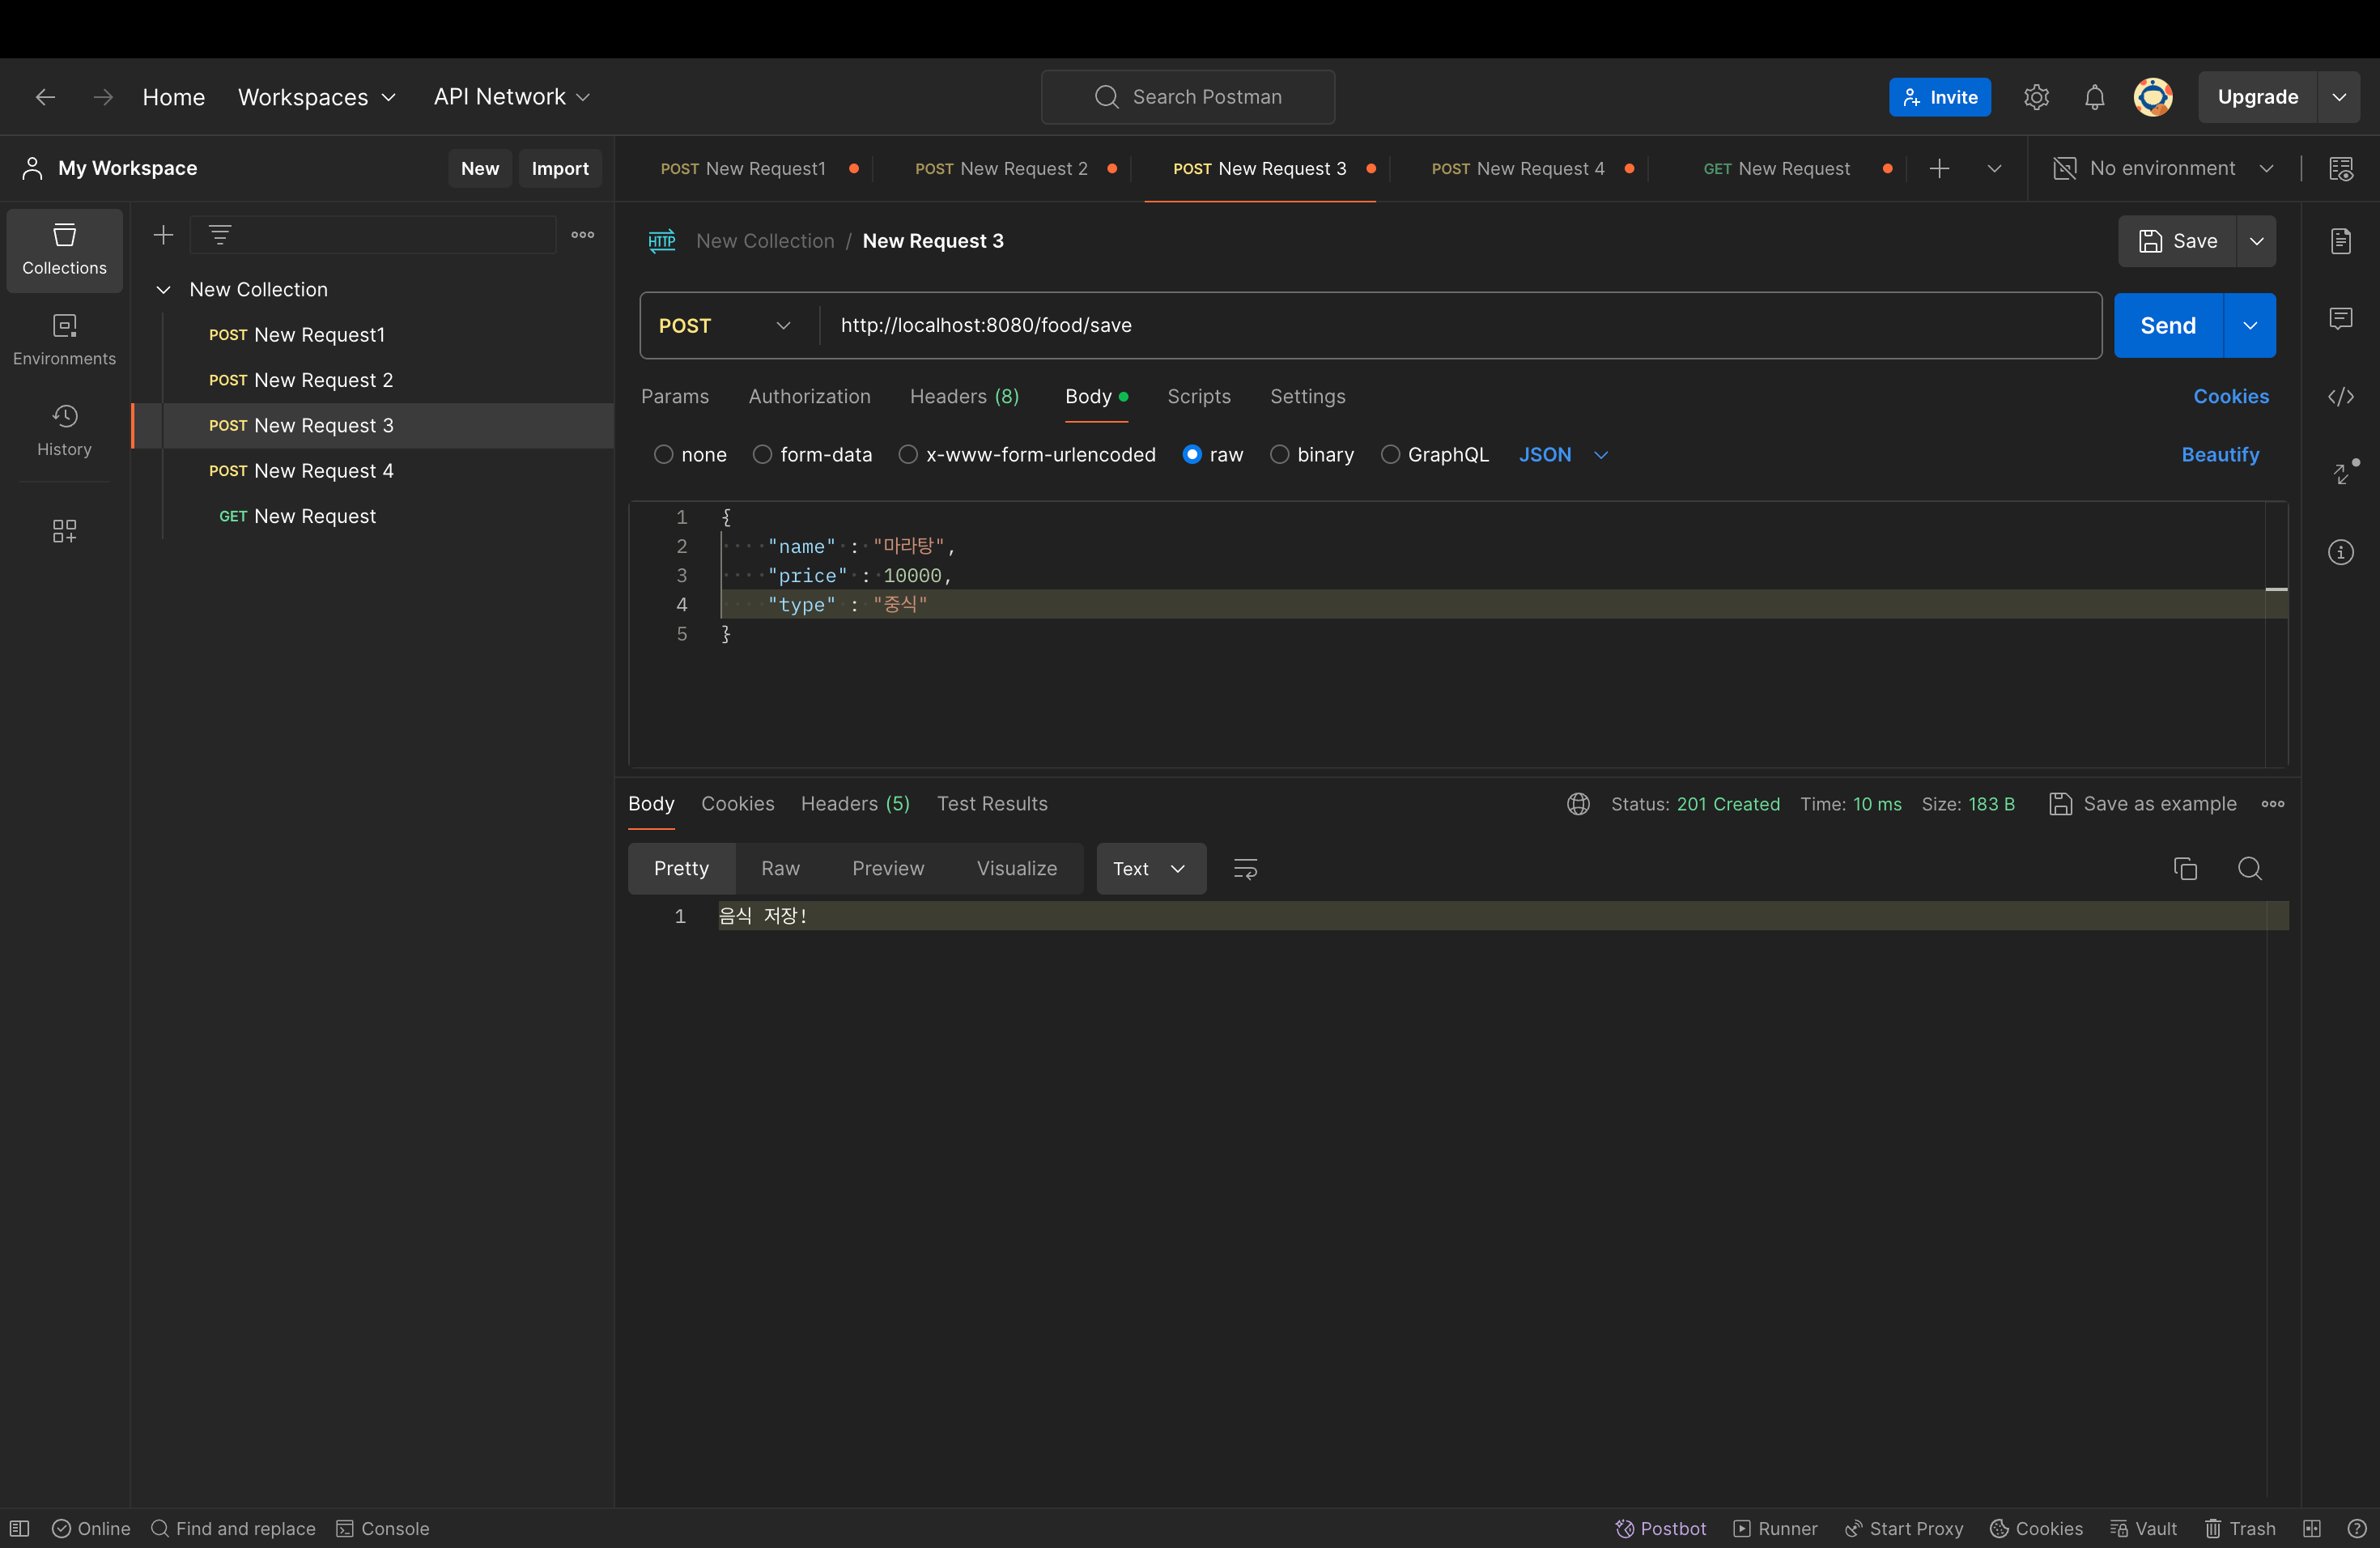 Home Workspaces API Network Search Postman Invite Upgrade
My Workspace New Import
POST New Request1 POST New Request 2 POST New Request 3 POST New Request 4 GET New Request No environment
Collections
Environments
History
New Collection
POST New Request1
POST New Request 2
POST New Request 3
POST New Request 4
GET New Request
HTTP New Collection / New Request 3 Save
POST http://localhost:8080/food/save Send
Params Authorization Headers (8) Body Scripts Settings Cookies
none form-data x-www-form-urlencoded raw binary GraphQL JSON Beautify
1 {
2 "name" : "마라탕",
3 "price" : 10000,
4 "type" : "중식"
5 }
Body Cookies Headers (5) Test Results Status: 201 Created Time: 10 ms Size: 183 B Save as example
Pretty Raw Preview Visualize Text
1 음식 저장!
Online Find and replace Console Postbot Runner Start Proxy Cookies Vault Trash